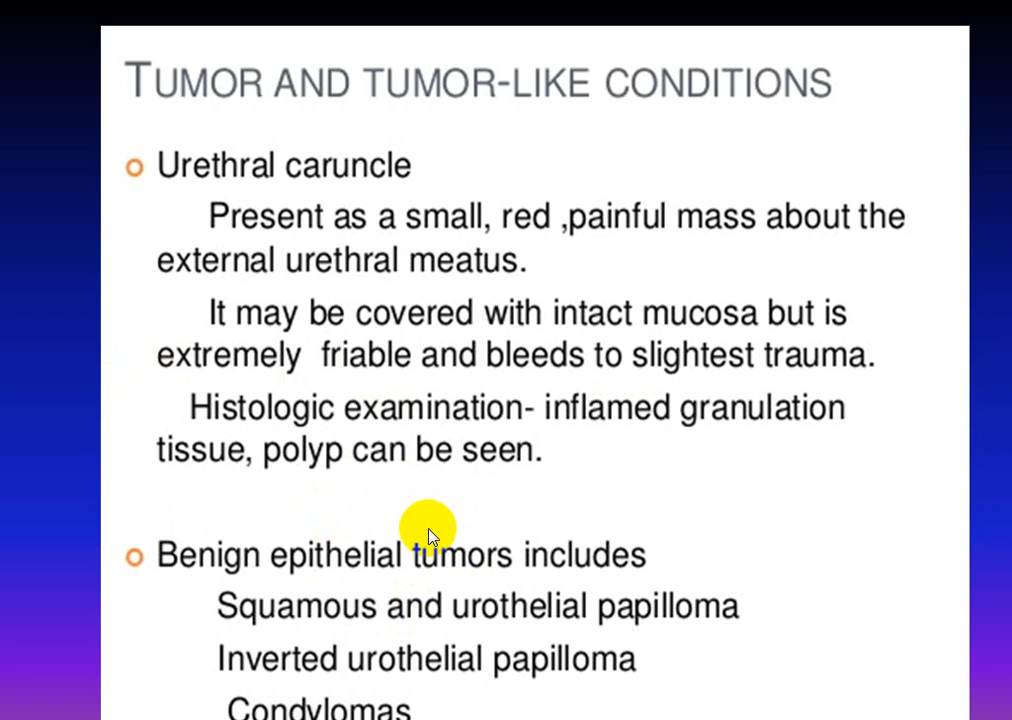 TUMOR AND TUMOR-LIKE CONDITIONS
Urethral caruncle
Present as a small, red ,painful mass about the
external urethral meatus.
It may be covered with intact mucosa but is
extremely friable and bleeds to slightest trauma.
Histologic examination- inflamed granulation
tissue, polyp can be seen.
Benign epithelial tumors includes
Squamous and urothelial papilloma
Inverted urothelial papilloma
Condylomas